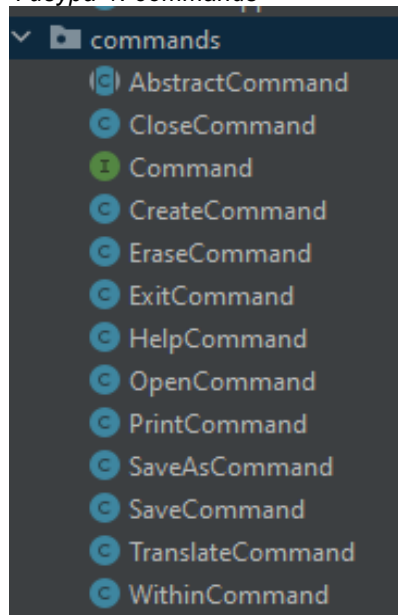 commands
AbstractCommand
CloseCommand
Command
CreateCommand
EraseCommand
ExitCommand
HelpCommand
OpenCommand
PrintCommand
SaveAsCommand
SaveCommand
TranslateCommand
WithinCommand